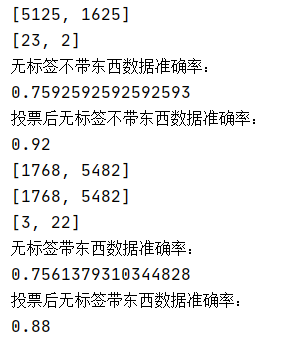 [5125, 1625]
[23, 2]
无标签不带东西数据准确率：
0.7592592592592593
投票后无标签不带东西数据准确率：
0.92
[1768, 5482]
[1768, 5482]
[3, 22]
无标签带东西数据准确率：
0.7561379310344828
投票后无标签带东西数据准确率：
0.88